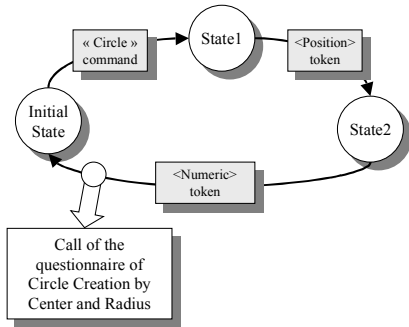 « Circle »
command
State1
<Position>
token
Initial
State
State2
<Numeric>
token
Call of the
questionnaire of
Circle Creation by
Center and Radius